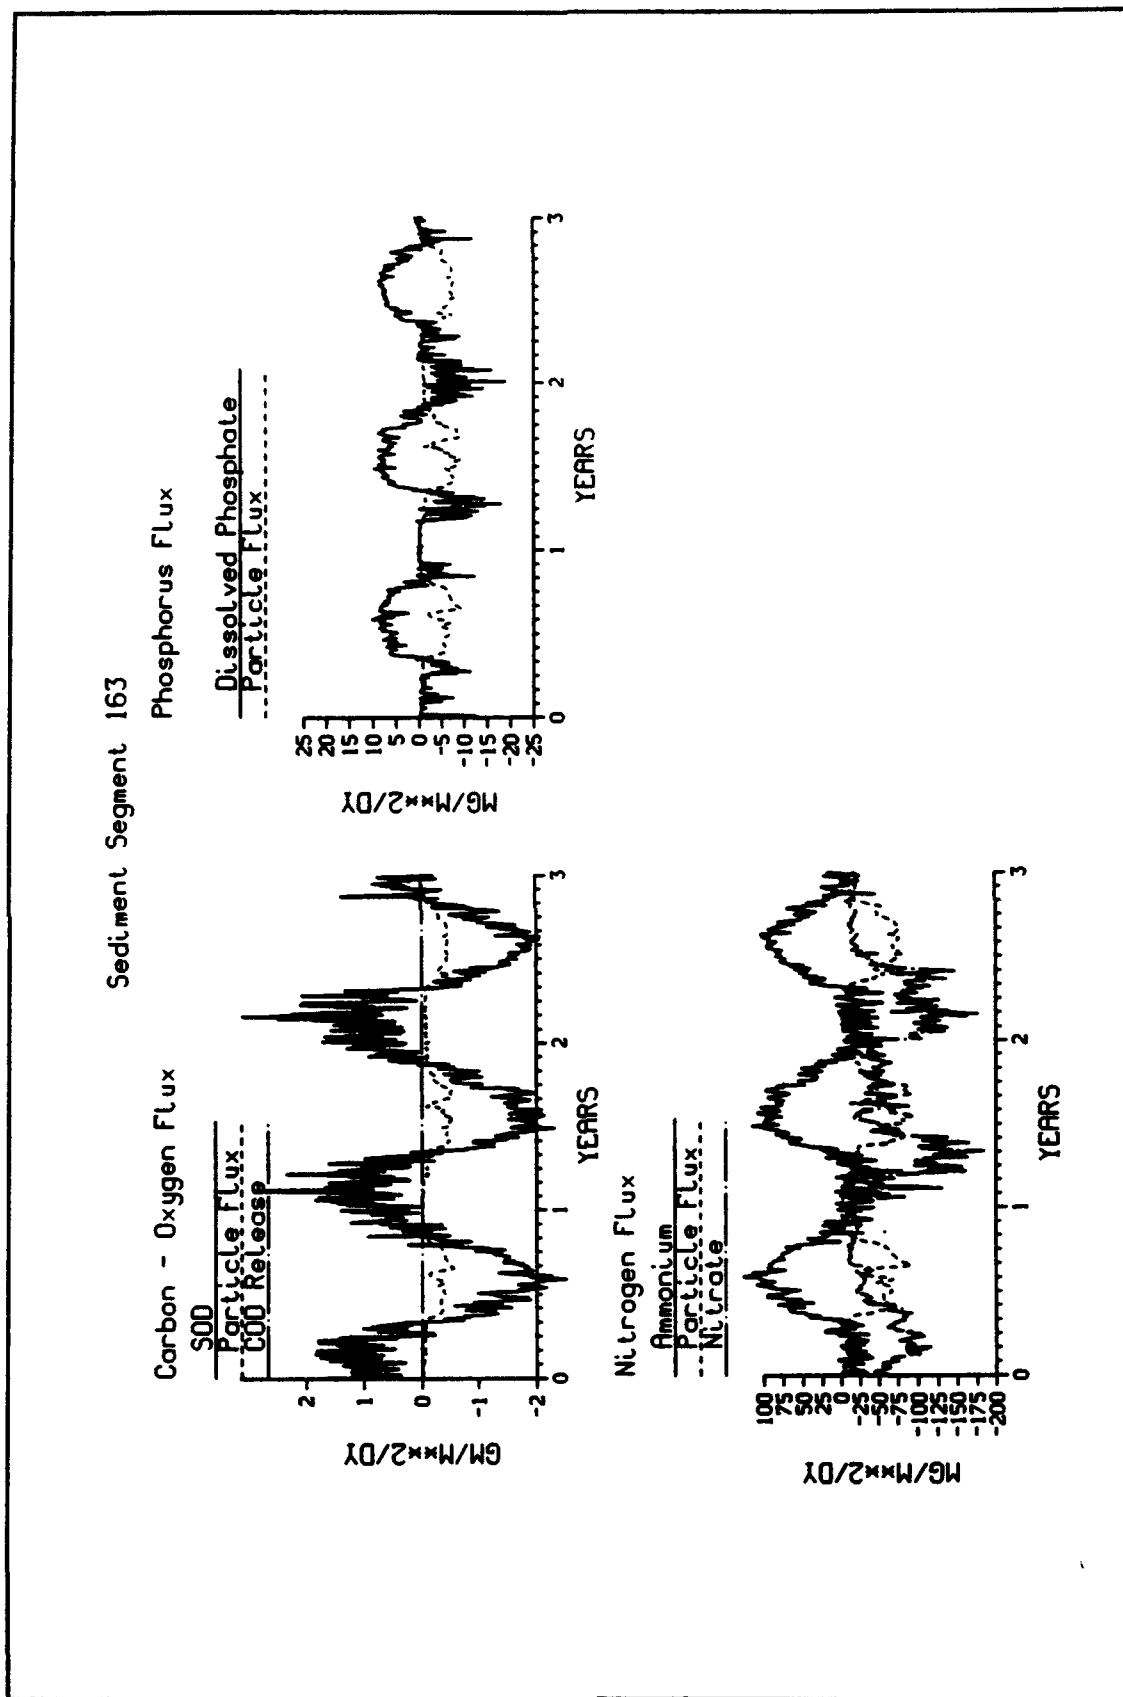 Sediment Segment 163
Carbon - Oxygen Flux
SOD
Particle Flux
COD Release
GM/M**2/DY
2
1
0
-1
-2
0
1
2
3
YEARS
Phosphorus Flux
Dissolved Phosphate
Particle Flux
MG/M**2/DY
25
20
15
10
5
0
-5
-10
-15
-20
-25
0
1
2
3
YEARS
Nitrogen Flux
Ammonium
Particle Flux
Nitrate
MG/M**2/DY
100
75
50
25
0
-25
-50
-75
-100
-125
-150
-175
-200
0
1
2
3
YEARS